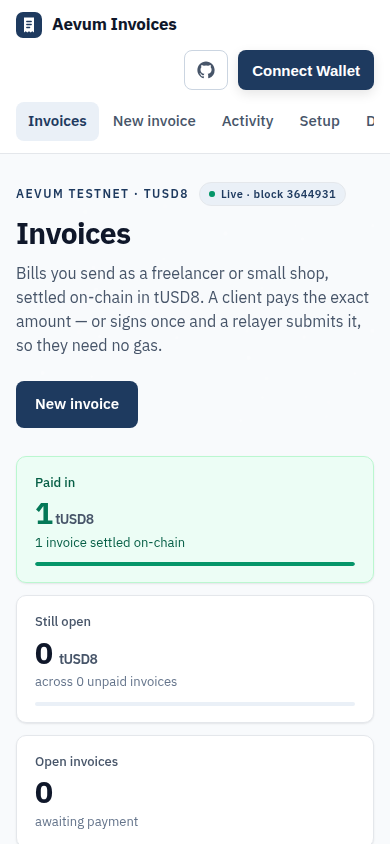 Aevum Invoices
Connect Wallet
Invoices New invoice Activity Setup
AEVUM TESTNET · TUSD8 Live · block 3644931
Invoices
Bills you send as a freelancer or small shop,
settled on-chain in tUSD8. A client pays the exact
amount — or signs once and a relayer submits it,
so they need no gas.
New invoice
Paid in
1 tUSD8
1 invoice settled on-chain
Still open
0 tUSD8
across 0 unpaid invoices
Open invoices
0
awaiting payment